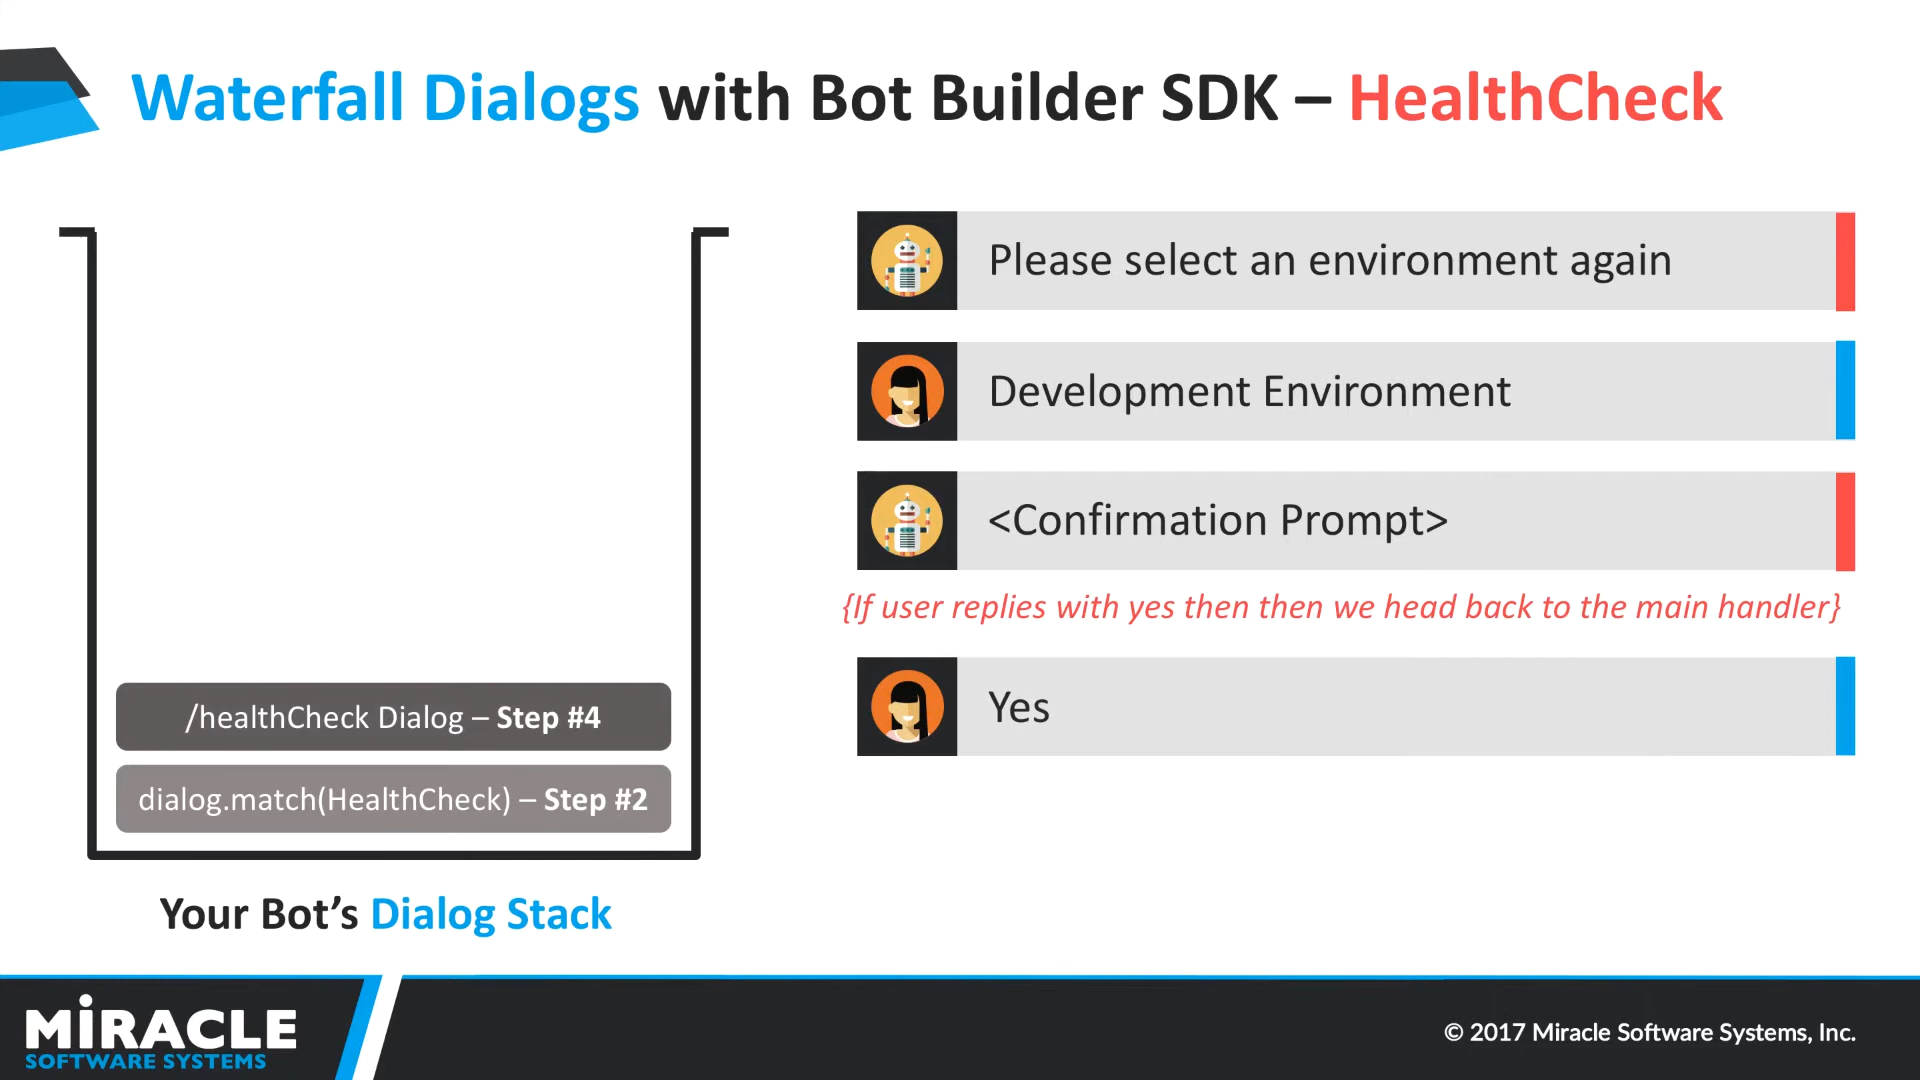 Waterfall Dialogs with Bot Builder SDK – HealthCheck
Please select an environment again
Development Environment
<Confirmation Prompt>
{If user replies with yes then then we head back to the main handler}
Yes
/healthCheck Dialog – Step #4
dialog.match(HealthCheck) – Step #2
Your Bot’s Dialog Stack
MiRACLE
SOFTWARE SYSTEMS
© 2017 Miracle Software Systems, Inc.